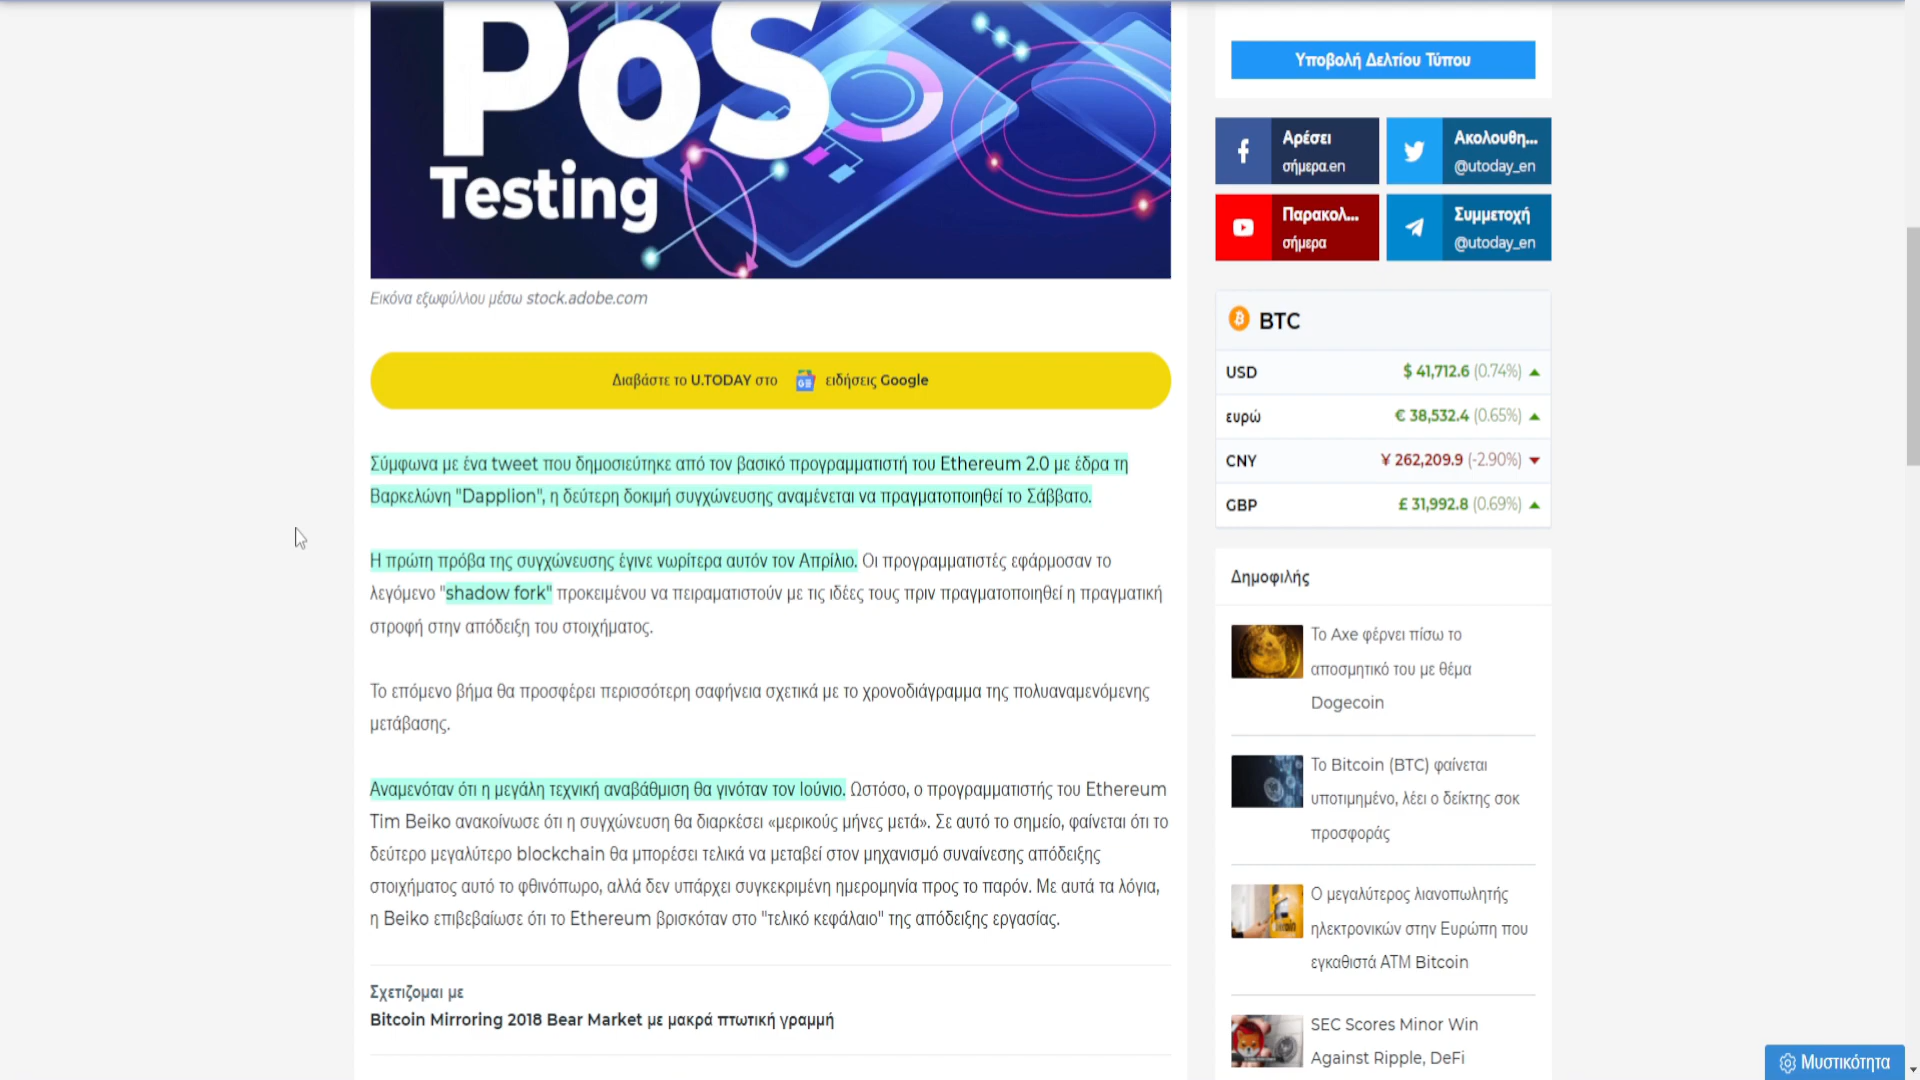 PoS
Testing
Εικόνα εξωφύλλου μέσω stock.adobe.com
Διαβάστε το U.TODAY στο GE ειδήσεις Google
Σύμφωνα με ένα tweet που δημοσιεύτηκε από τον βασικό προγραμματιστή του Ethereum 2.0 με έδρα τη
Βαρκελώνη "Dapplion", η δεύτερη δοκιμή συγχώνευσης αναμένεται να πραγματοποιηθεί το Σάββατο.
Η πρώτη πρόβα της συγχώνευσης έγινε νωρίτερα αυτόν τον Απρίλιο. Οι προγραμματιστές εφάρμοσαν το
λεγόμενο "shadow fork" προκειμένου να πειραματιστούν με τις ιδέες τους πριν πραγματοποιηθεί η πραγματική
στροφή στην απόδειξη του στοιχήματος.
Το επόμενο βήμα θα προσφέρει περισσότερη σαφήνεια σχετικά με το χρονοδιάγραμμα της πολυαναμενόμενης
μετάβασης.
Αναμενόταν ότι η μεγάλη τεχνική αναβάθμιση θα γινόταν τον Ιούνιο. Ωστόσο, ο προγραμματιστής του Ethereum
Tim Beiko ανακοίνωσε ότι η συγχώνευση θα διαρκέσει «μερικούς μήνες μετά». Σε αυτό το σημείο, φαίνεται ότι το
δεύτερο μεγαλύτερο blockchain θα μπορέσει τελικά να μεταβεί στον μηχανισμό συναίνεσης απόδειξης
στοιχήματος αυτό το φθινόπωρο, αλλά δεν υπάρχει συγκεκριμένη ημερομηνία προς το παρόν. Με αυτά τα λόγια,
η Beiko επιβεβαίωσε ότι το Ethereum βρισκόταν στο "τελικό κεφάλαιο" της απόδειξης εργασίας.
Σχετιζομαι με
Bitcoin Mirroring 2018 Bear Market με μακρά πτωτική γραμμή
Υποβολή Δελτίου Τύπου
Αρέσει
σήμερα.en
Ακολουθη...
@utoday_en
Παρακολ...
σήμερα
Συμμετοχή
@utoday_en
BTC
USD $ 41,712.6 (0.74%)
ευρώ € 38,532.4 (0.65%)
CNY ¥ 262,209.9 (-2.90%)
GBP £ 31,992.8 (0.69%)
Δημοφιλής
Το Axe φέρνει πίσω το
αποσμητικό του με θέμα
Dogecoin
Το Bitcoin (BTC) φαίνεται
υποτιμημένο, λέει ο δείκτης σοκ
προσφοράς
Ο μεγαλύτερος λιανοπωλητής
ηλεκτρονικών στην Ευρώπη που
εγκαθιστά ATM Bitcoin
SEC Scores Minor Win
Against Ripple, DeFi
Μυστικότητα